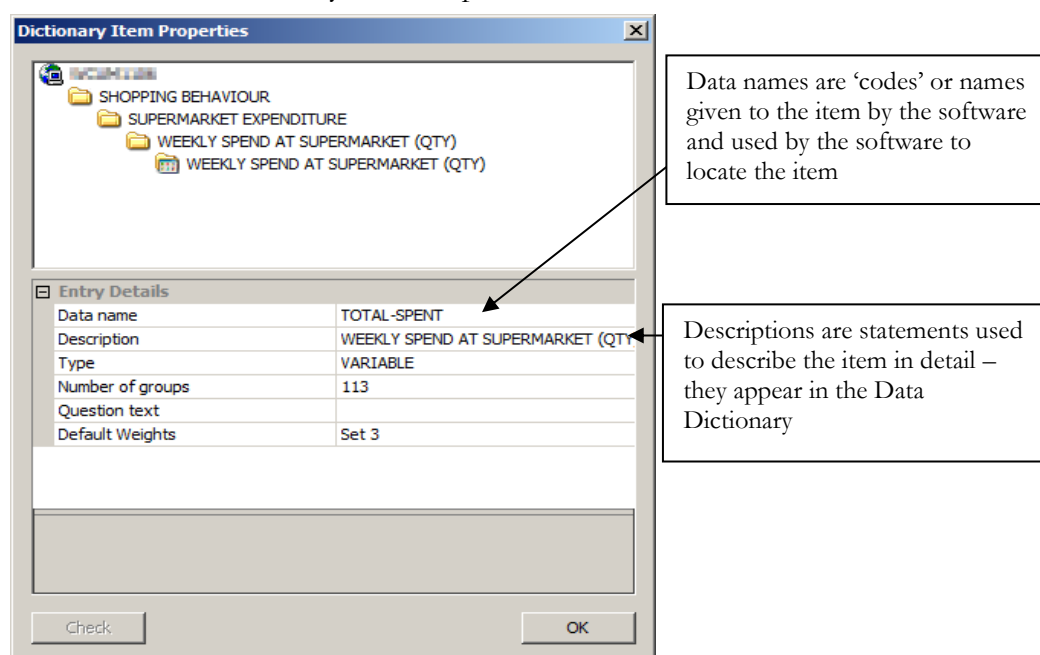 Dictionary Item Properties
SHOPPING BEHAVIOUR
SUPERMARKET EXPENDITURE
WEEKLY SPEND AT SUPERMARKET (QTY)
WEEKLY SPEND AT SUPERMARKET (QTY)
Entry Details
Data name TOTAL-SPENT
Description WEEKLY SPEND AT SUPERMARKET (QTY
Type VARIABLE
Number of groups 113
Question text
Default Weights Set 3
Check OK
Data names are ‘codes’ or names
given to the item by the software
and used by the software to
locate the item
Descriptions are statements used
to describe the item in detail –
they appear in the Data
Dictionary